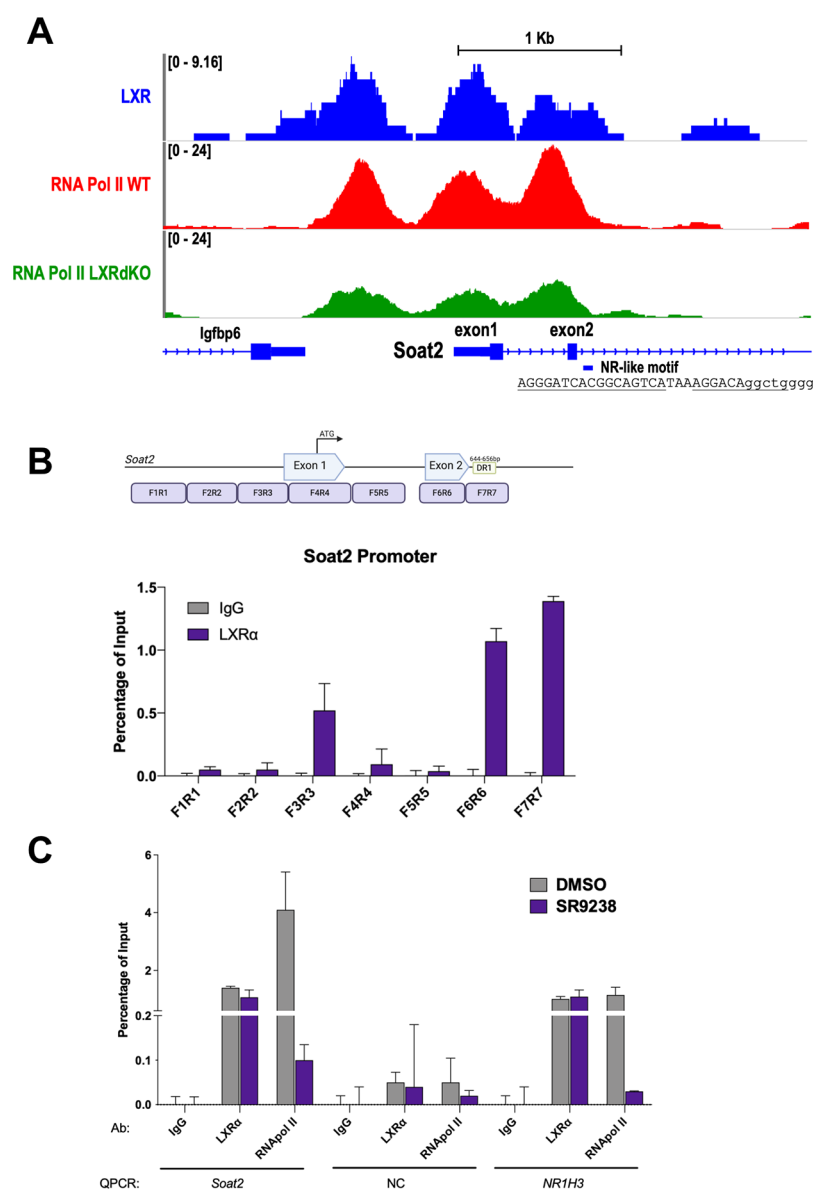 A
1 Kb
[0 - 9.16]
LXR
[0 - 24]
RNA Pol II WT
[0 - 24]
RNA Pol II LXRdKO
Igfbp6
exon1
exon2
Soat2
NR-like motif
AGGGATCACGGCAGTCATAAAGGACAggctgggg
B
ATG
Soat2
Exon 1
Exon 2
644-656bp
DR1
F1R1 F2R2 F3R3 F4R4 F5R5 F6R6 F7R7
Soat2 Promoter
Percentage of Input
1.5
1.0
0.5
0.0
IgG
LXRα
F1R1 F2R2 F3R3 F4R4 F5R5 F6R6 F7R7
C
Percentage of Input
6
4
2
0.2
0.1
0.0
DMSO
SR9238
Ab: IgG LXRα RNApol II IgG LXRα RNApol II IgG LXRα RNApol II
QPCR: Soat2 NC NR1H3